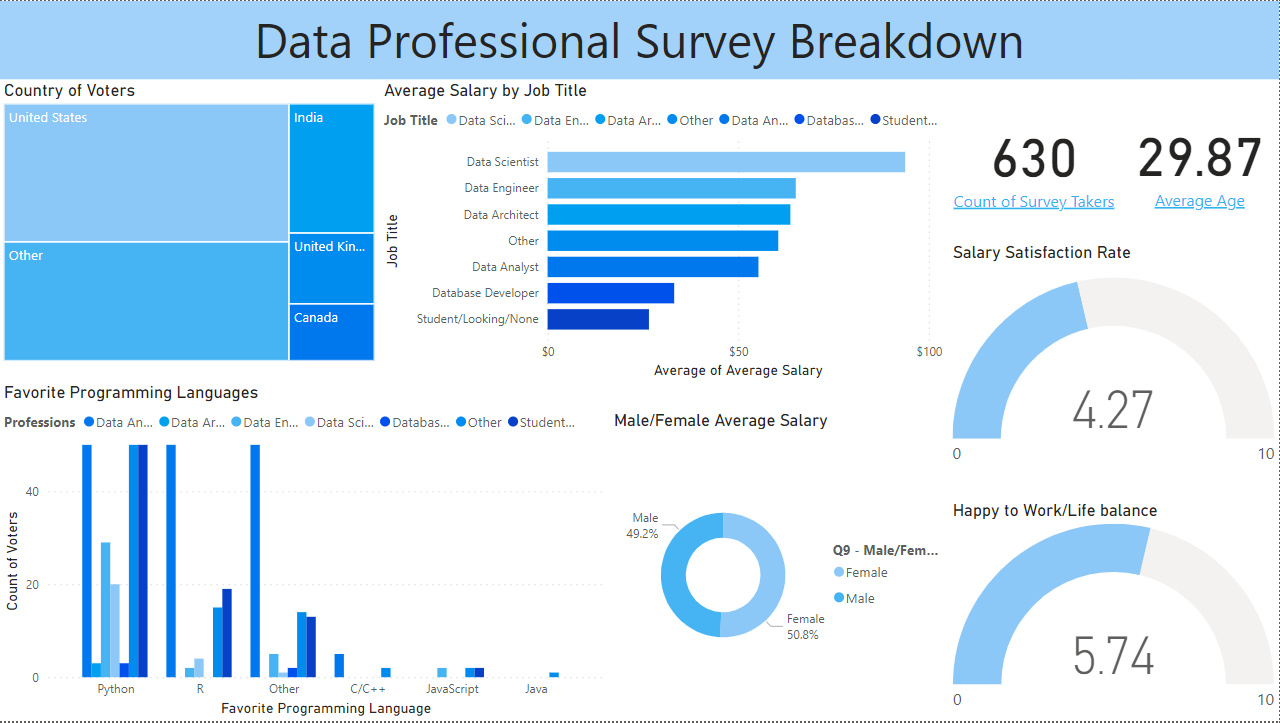 Data Professional Survey Breakdown
Country of Voters
United States
India
United Kin...
Other
Canada
Average Salary by Job Title
Job Title Data Sci... Data En... Data Ar... Other Data An... Databas... Student...
Job Title
Data Scientist
Data Engineer
Data Architect
Other
Data Analyst
Database Developer
Student/Looking/None
$0 $50 $100
Average of Average Salary
630
Count of Survey Takers
29.87
Average Age
Salary Satisfaction Rate
4.27
0 10
Favorite Programming Languages
Professions Data An... Data Ar... Data En... Data Sci... Databas... Other Student...
Count of Voters
40
20
0
Python R Other C/C++ JavaScript Java
Favorite Programming Language
Male/Female Average Salary
Male
49.2%
Female
50.8%
Q9 - Male/Fem...
Female
Male
Happy to Work/Life balance
5.74
0 10